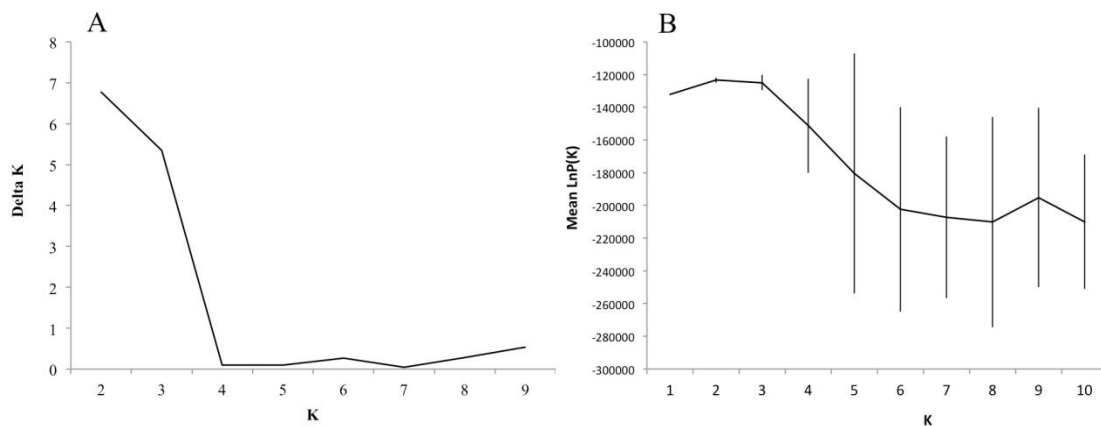 A
8
7
6
5
4
3
2
1
0
Delta K
2 3 4 5 6 7 8 9
K
B
-100000
-120000
-140000
-160000
-180000
-200000
-220000
-240000
-260000
-280000
-300000
Mean LnP(K)
1 2 3 4 5 6 7 8 9 10
K